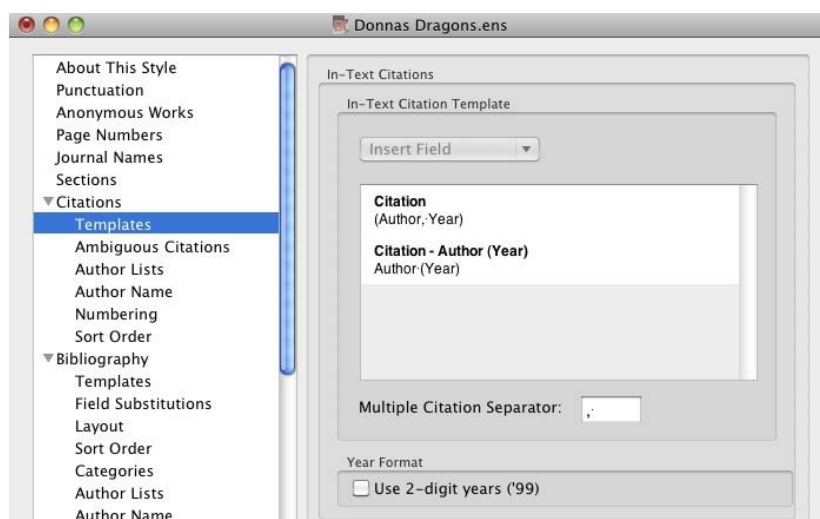 Donnas Dragons.ens
About This Style
Punctuation
Anonymous Works
Page Numbers
Journal Names
Sections
Citations
Templates
Ambiguous Citations
Author Lists
Author Name
Numbering
Sort Order
Bibliography
Templates
Field Substitutions
Layout
Sort Order
Categories
Author Lists
Author Name
In-Text Citations
In-Text Citation Template
Insert Field
Citation
(Author,·Year)
Citation - Author (Year)
Author·(Year)
Multiple Citation Separator: ,·
Year Format
Use 2-digit years ('99)